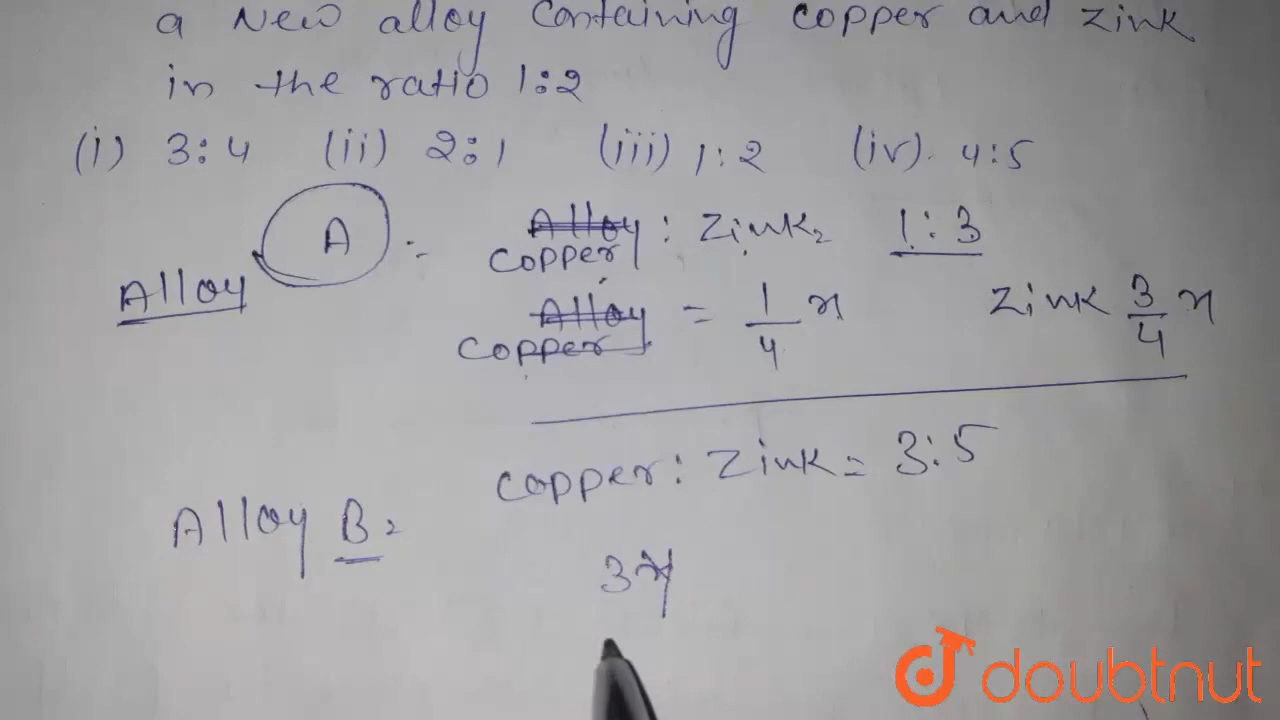 a New alloy containing copper and zink
in the ratio 1:2
(i) 3:4 (ii) 2:1 (iii) 1:2 (iv). 4:5
Alloy A = Alloy : Zink = 1:3
copper
Alloy = 1/4 x Zink 3/4 x
copper
copper : Zink = 3:5
Alloy B =
3
doubtnut